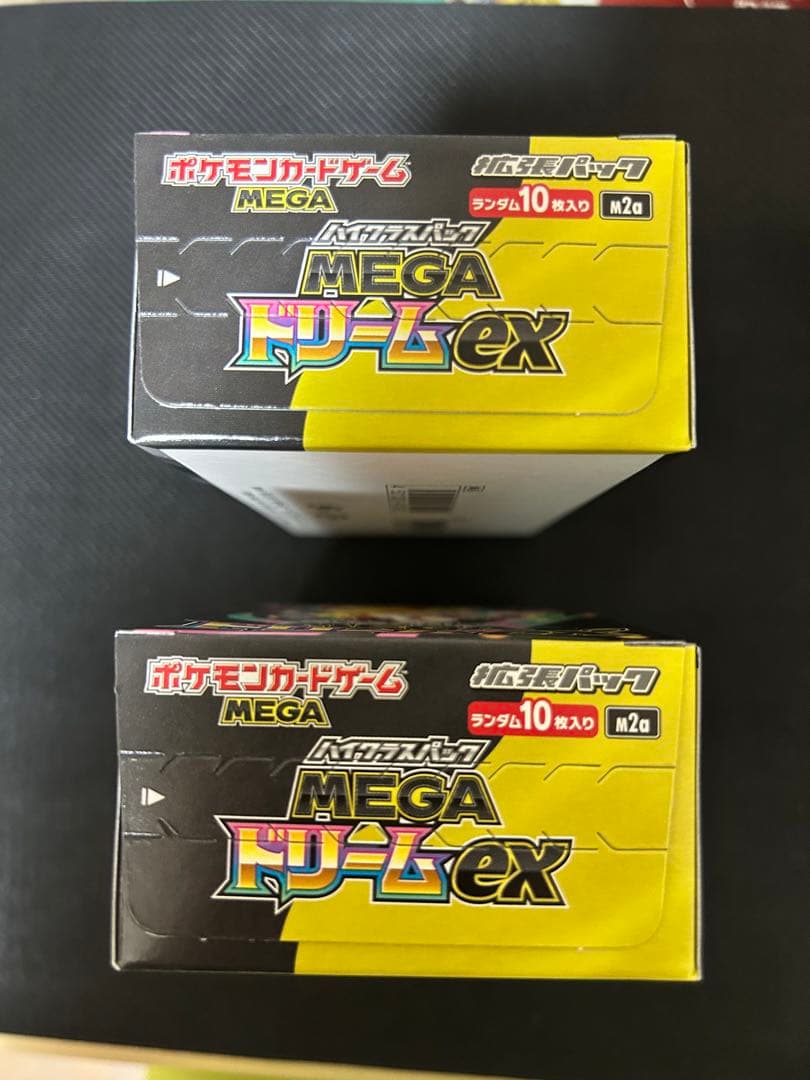 ポケモンカードゲーム
MEGA
拡張パック
ランダム10枚入り M2a
ハイクラスパック
MEGA
ドリームex
ポケモンカードゲーム
MEGA
拡張パック
ランダム10枚入り M2a
ハイクラスパック
MEGA
ドリームex